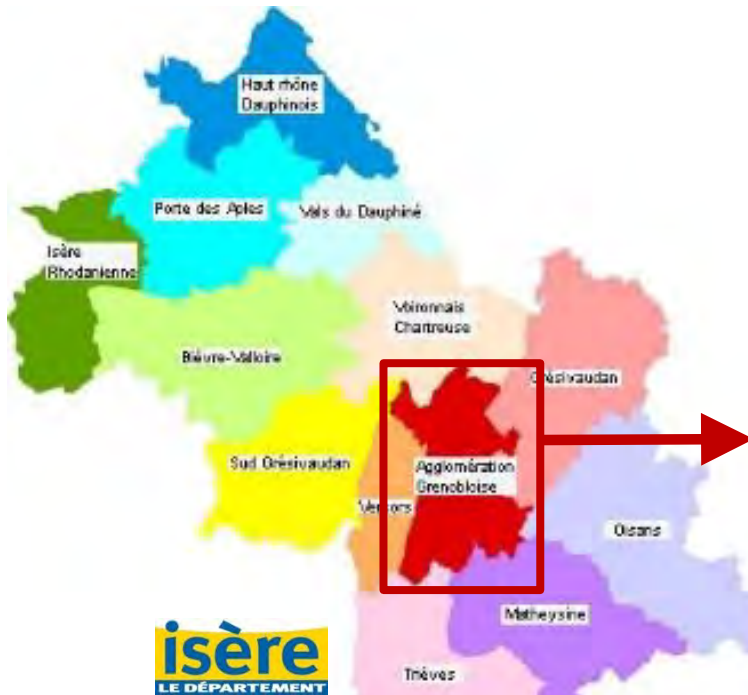 Haut rhône
Dauphinois
Porte des Aples
Vals du Dauphiné
Isère
Rhodanienne
Voironnais
Chartreuse
Bièvre-Valloire
Grésivaudan
Sud Grésivaudan
Agglomération
Grenobloise
Vercors
Oisans
Matheysine
Trièves
isère
LE DÉPARTEMENT